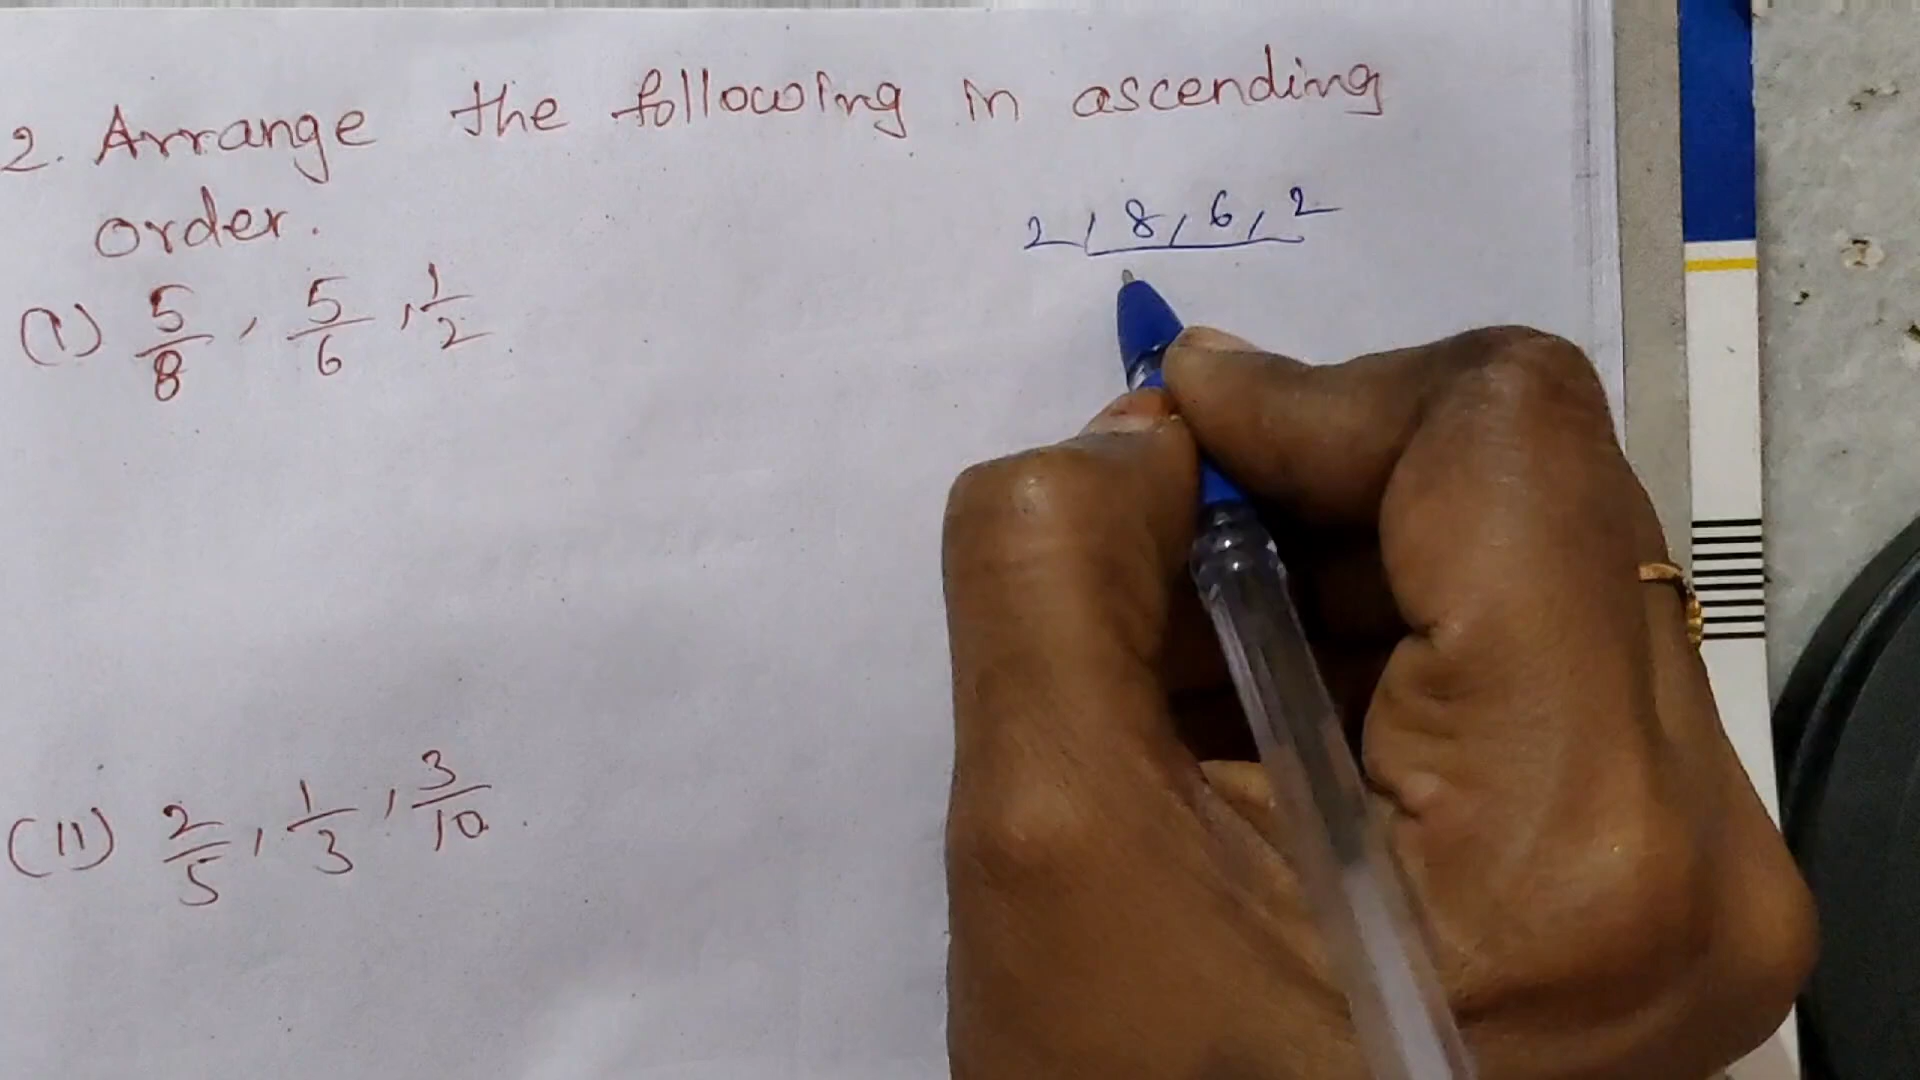 2. Arrange the following in ascending
order.
2 | 8, 6, 2
(i) 5/8, 5/6, 1/2
(ii) 2/5, 1/3, 3/10.